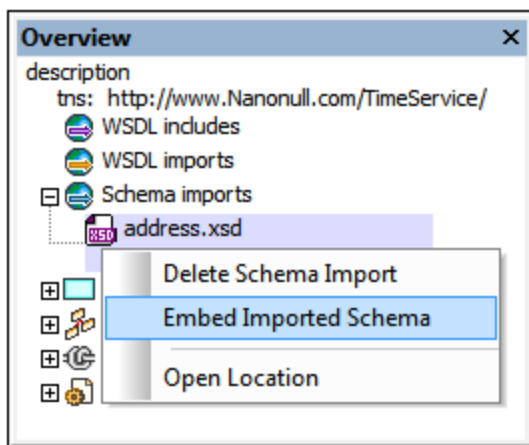 Overview
description
tns: http://www.Nanonull.com/TimeService/
WSDL includes
WSDL imports
Schema imports
XSD address.xsd
Delete Schema Import
Embed Imported Schema
Open Location